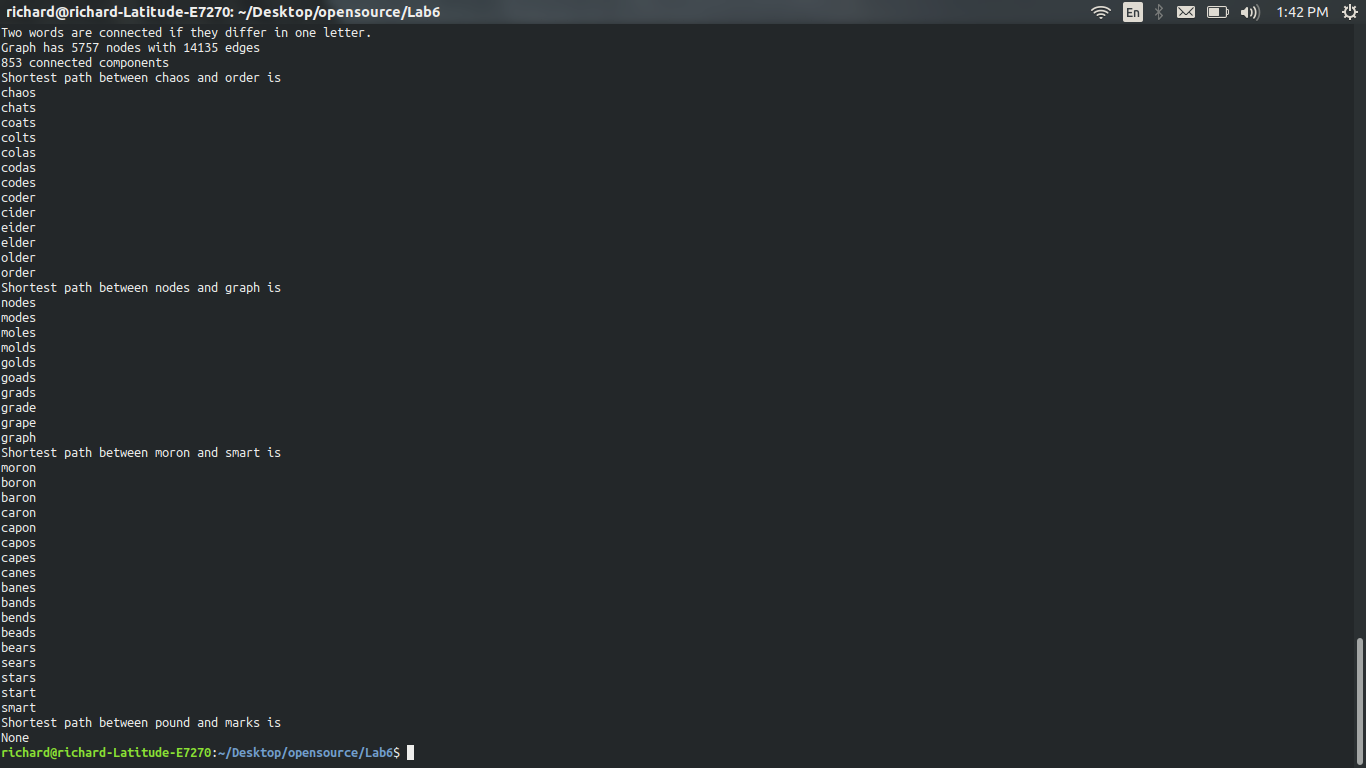 richard@richard-Latitude-E7270: ~/Desktop/opensource/Lab6
En
1:42 PM
Two words are connected if they differ in one letter.
Graph has 5757 nodes with 14135 edges
853 connected components
Shortest path between chaos and order is
chaos
chats
coats
colts
colas
codas
codes
coder
cider
eider
elder
older
order
Shortest path between nodes and graph is
nodes
modes
moles
molds
golds
goads
grads
grade
grape
graph
Shortest path between moron and smart is
moron
boron
baron
caron
capon
capos
capes
canes
banes
bands
bends
beads
bears
sears
stars
start
smart
Shortest path between pound and marks is
None
richard@richard-Latitude-E7270:~/Desktop/opensource/Lab6$